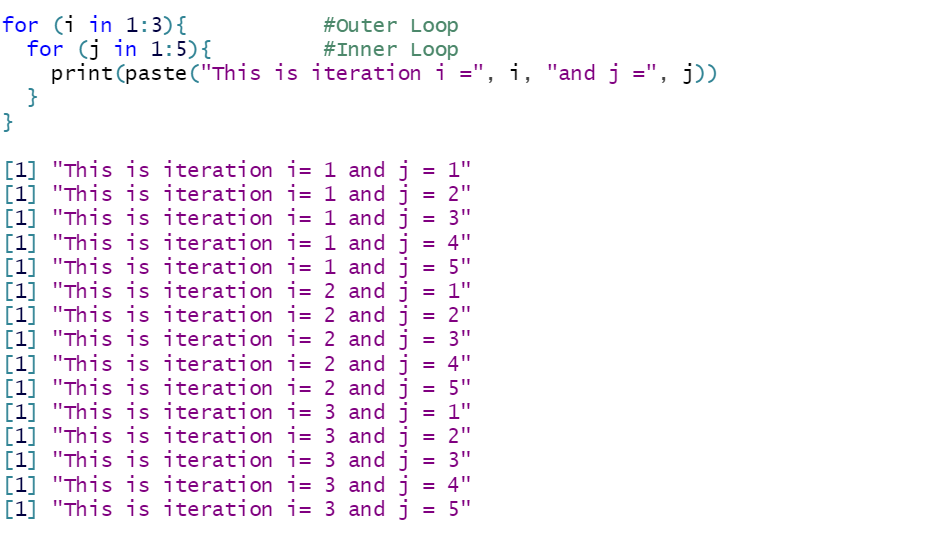 for (i in 1:3){           #Outer Loop
  for (j in 1:5){         #Inner Loop
    print(paste("This is iteration i =", i, "and j =", j))
  }
}
[1] "This is iteration i= 1 and j = 1"
[1] "This is iteration i= 1 and j = 2"
[1] "This is iteration i= 1 and j = 3"
[1] "This is iteration i= 1 and j = 4"
[1] "This is iteration i= 1 and j = 5"
[1] "This is iteration i= 2 and j = 1"
[1] "This is iteration i= 2 and j = 2"
[1] "This is iteration i= 2 and j = 3"
[1] "This is iteration i= 2 and j = 4"
[1] "This is iteration i= 2 and j = 5"
[1] "This is iteration i= 3 and j = 1"
[1] "This is iteration i= 3 and j = 2"
[1] "This is iteration i= 3 and j = 3"
[1] "This is iteration i= 3 and j = 4"
[1] "This is iteration i= 3 and j = 5"